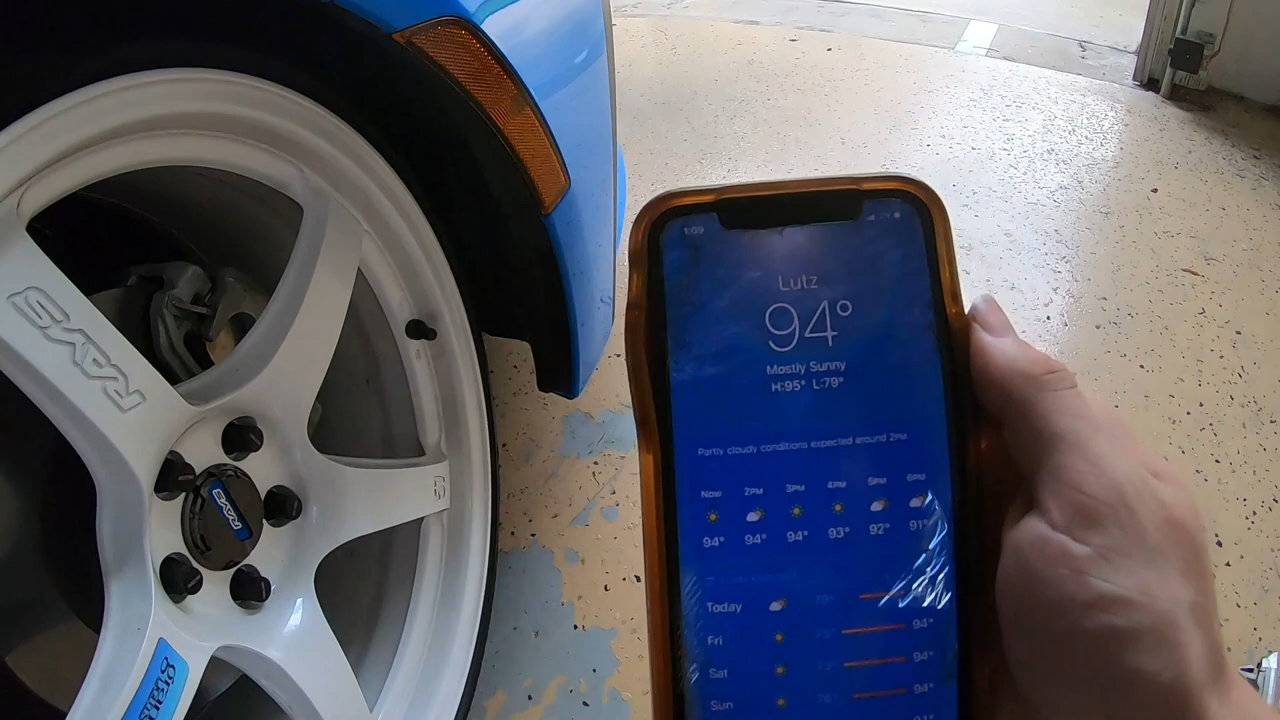 RAYS
RAYS
1:09
Lutz
94°
Mostly Sunny
H:95° L:79°
Partly cloudy conditions expected around 2PM.
Now 2PM 3PM 4PM 5PM 6PM
94° 94° 94° 93° 92° 91°
Today
Fri 94°
Sat 94°
Sun 76° 94°